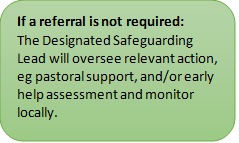 If a referral is not required:
The Designated Safeguarding
Lead will oversee relevant action,
eg pastoral support, and/or early
help assessment and monitor
locally.